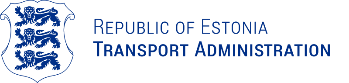 Republic of Estonia
Transport Administration